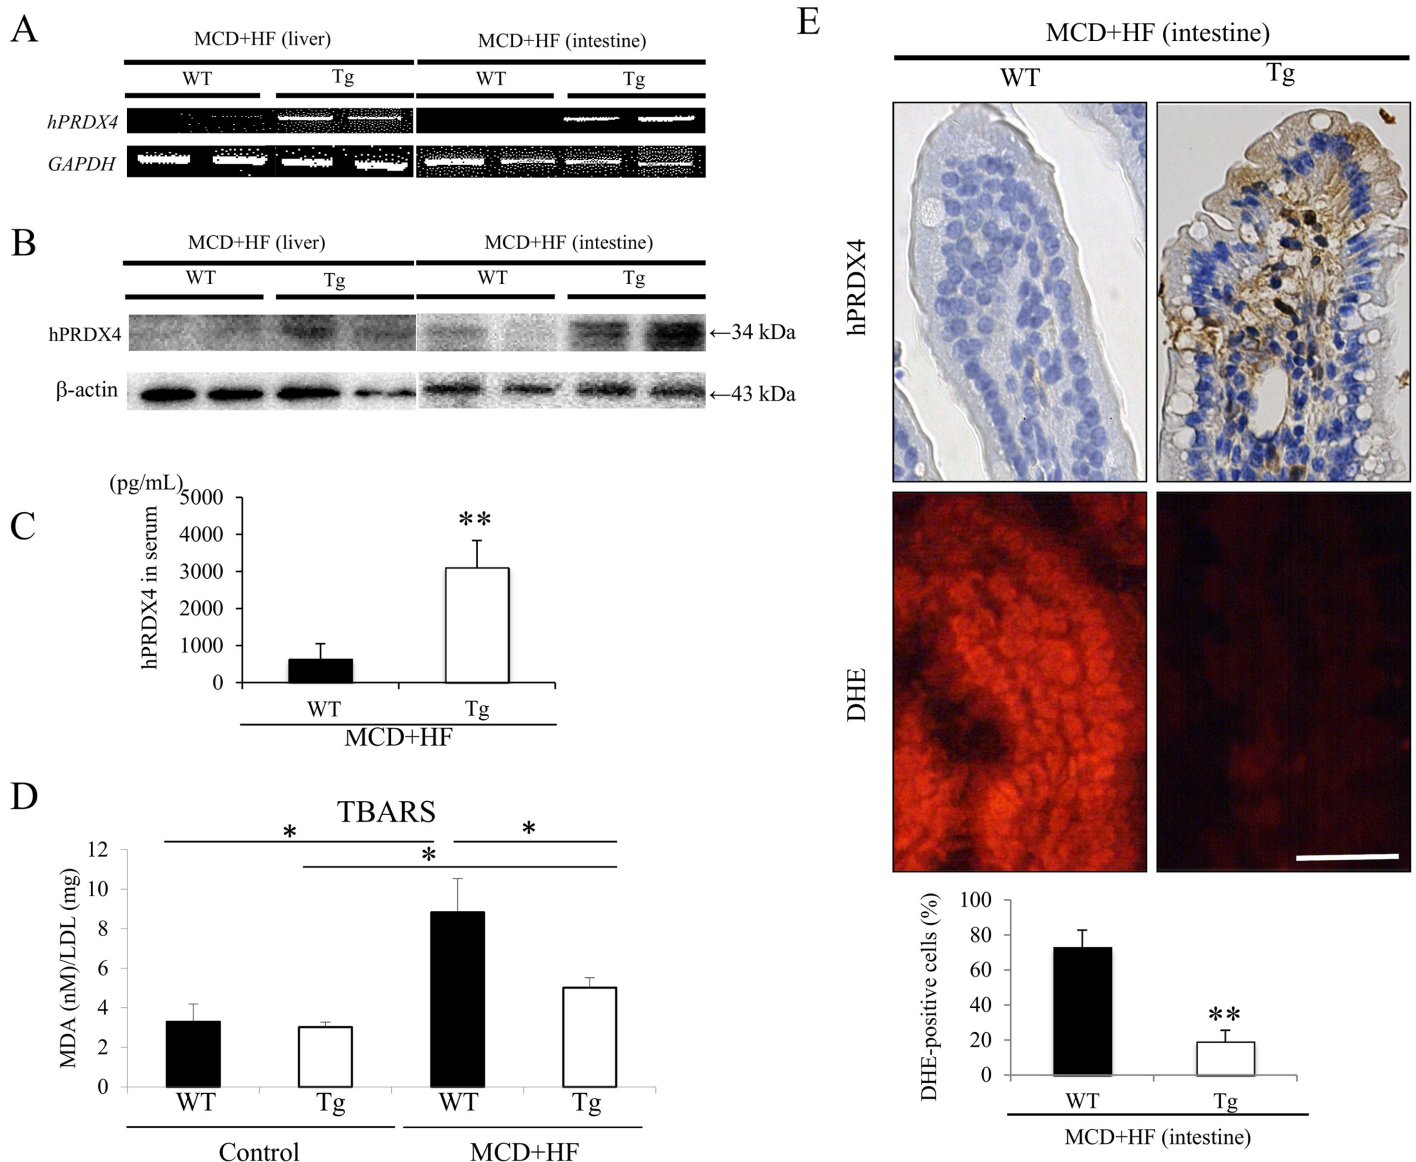 A
MCD+HF (liver)
MCD+HF (intestine)
WT
Tg
WT
Tg
hPRDX4
GAPDH
B
MCD+HF (liver)
MCD+HF (intestine)
WT
Tg
WT
Tg
hPRDX4
←34 kDa
β-actin
←43 kDa
C
(pg/mL)
hPRDX4 in serum
5000
4000
3000
2000
1000
0
**
WT
Tg
MCD+HF
D
TBARS
*
*
*
MDA (nM)/LDL (mg)
12
10
8
6
4
2
0
WT
Tg
WT
Tg
Control
MCD+HF
E
MCD+HF (intestine)
WT
Tg
hPRDX4
DHE
DHE-positive cells (%)
100
80
60
40
20
0
**
WT
Tg
MCD+HF (intestine)